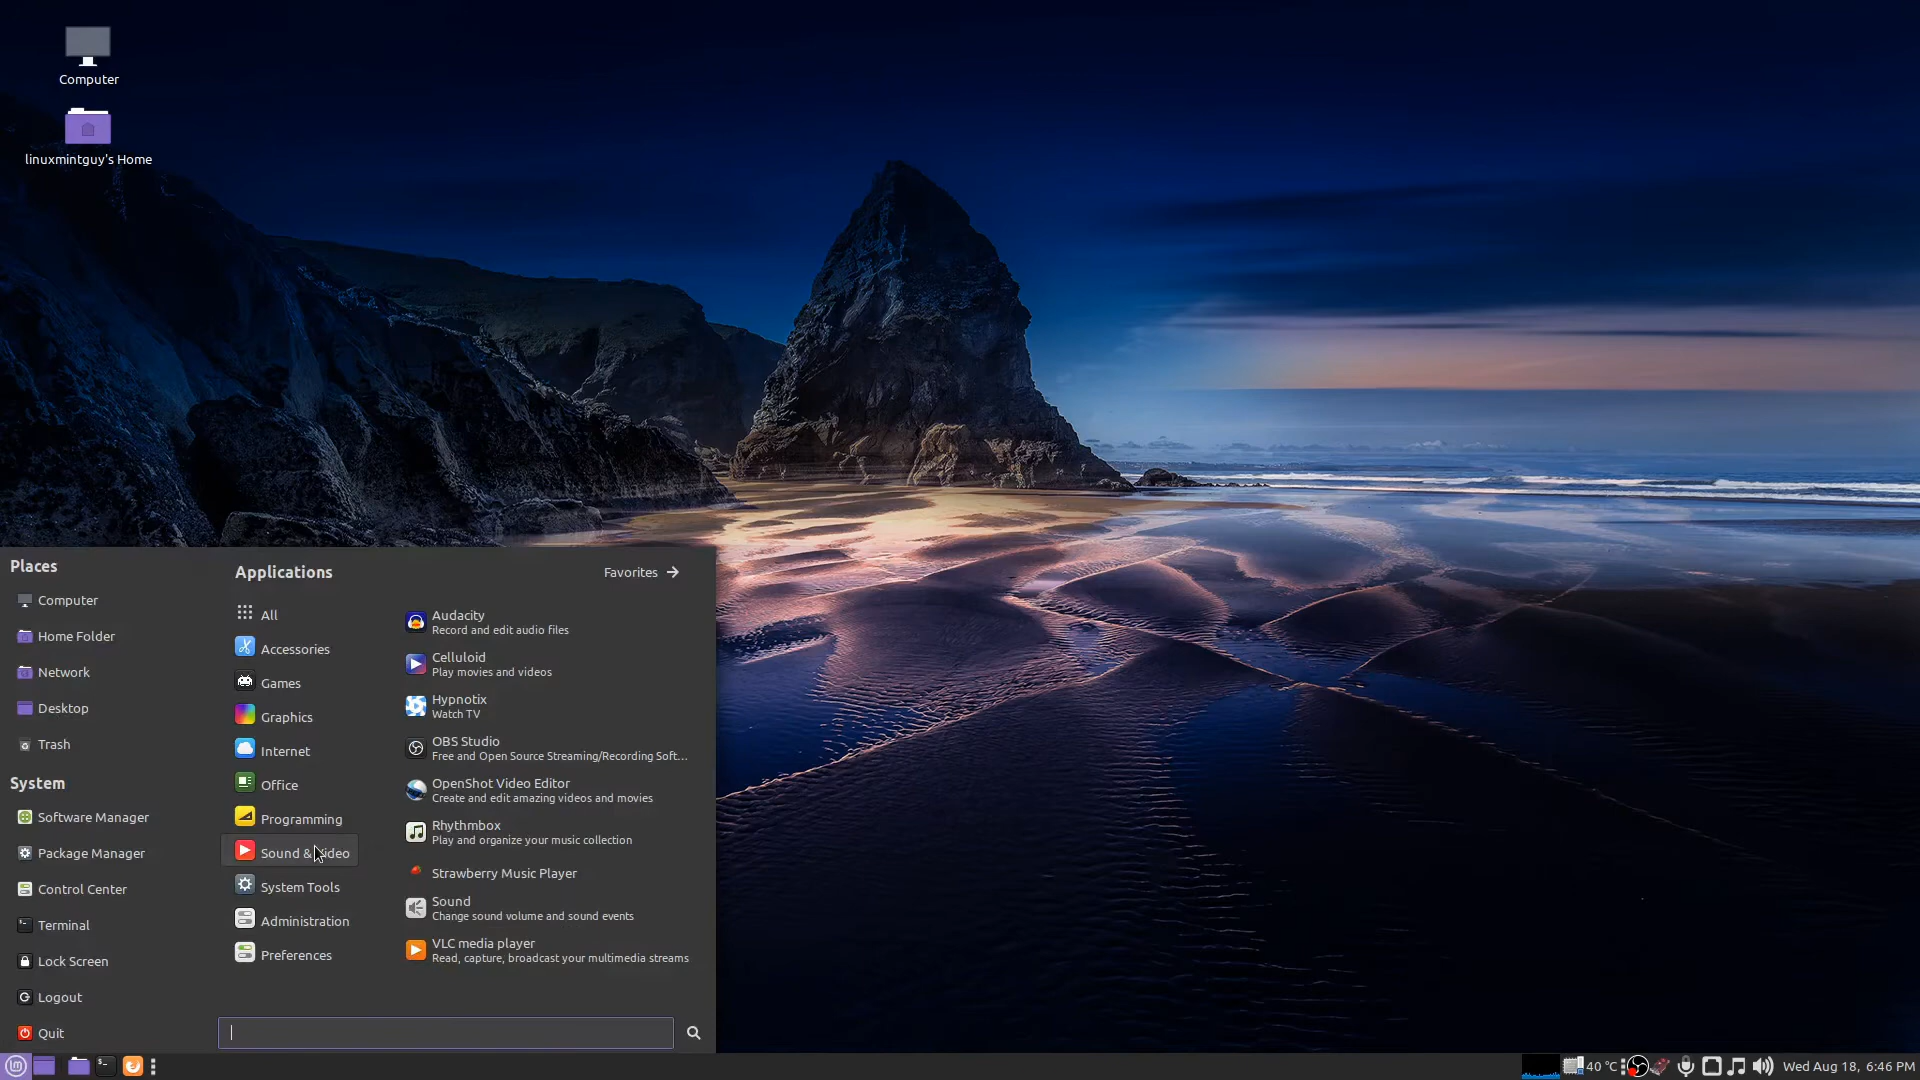 Computer
linuxmintguy's Home
Places
Computer
Home Folder
Network
Desktop
Trash
System
Software Manager
Package Manager
Control Center
Terminal
Lock Screen
Logout
Quit
Applications
Favorites
All
Accessories
Games
Graphics
Internet
Office
Programming
Sound & Video
System Tools
Administration
Preferences
Audacity
Record and edit audio files
Celluloid
Play movies and videos
Hypnotix
Watch TV
OBS Studio
Free and Open Source Streaming/Recording Soft...
OpenShot Video Editor
Create and edit amazing videos and movies
Rhythmbox
Play and organize your music collection
Strawberry Music Player
Sound
Change sound volume and sound events
VLC media player
Read, capture, broadcast your multimedia streams
40 °C
Wed Aug 18, 6:46 PM